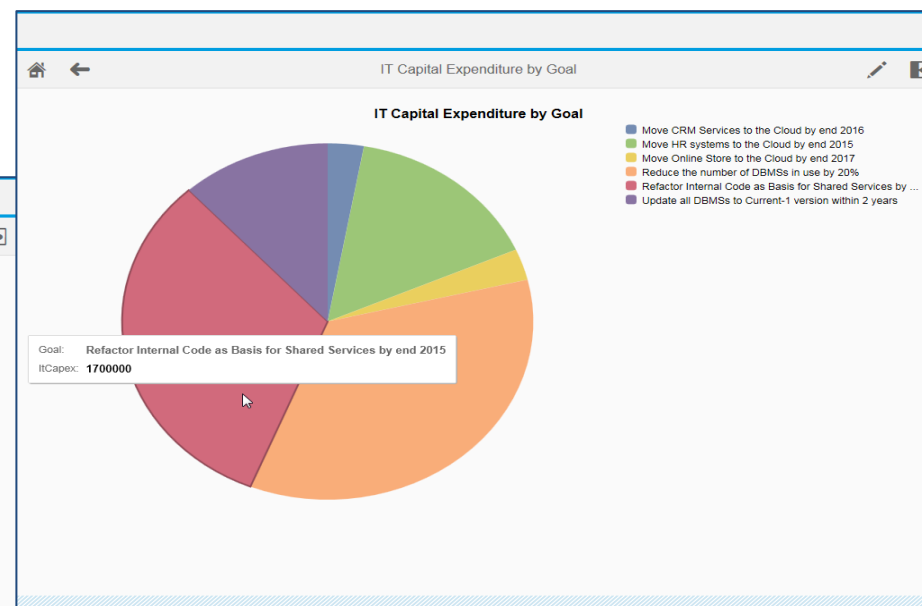 IT Capital Expenditure by Goal
IT Capital Expenditure by Goal
Move CRM Services to the Cloud by end 2016
Move HR systems to the Cloud by end 2015
Move Online Store to the Cloud by end 2017
Reduce the number of DBMSs in use by 20%
Refactor Internal Code as Basis for Shared Services by ...
Update all DBMSs to Current-1 version within 2 years
Goal: Refactor Internal Code as Basis for Shared Services by end 2015
ItCapex: 1700000